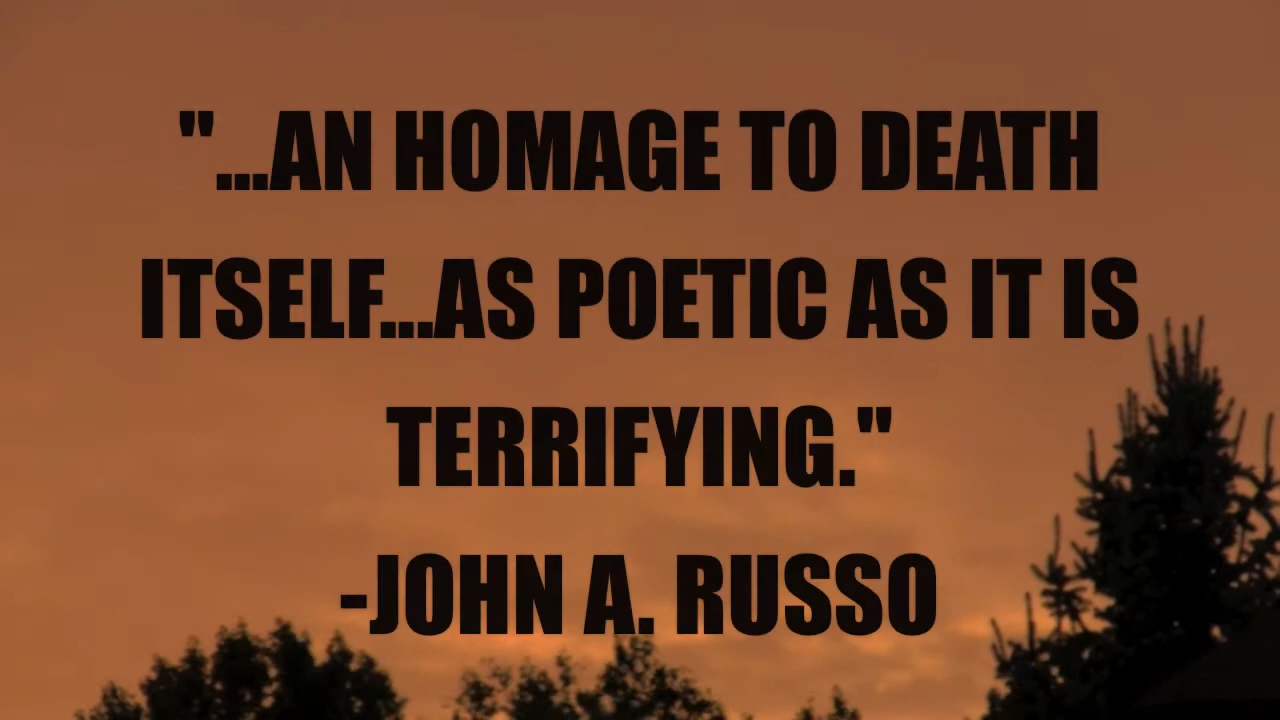 "...AN HOMAGE TO DEATH
ITSELF...AS POETIC AS IT IS
TERRIFYING."
-JOHN A. RUSSO